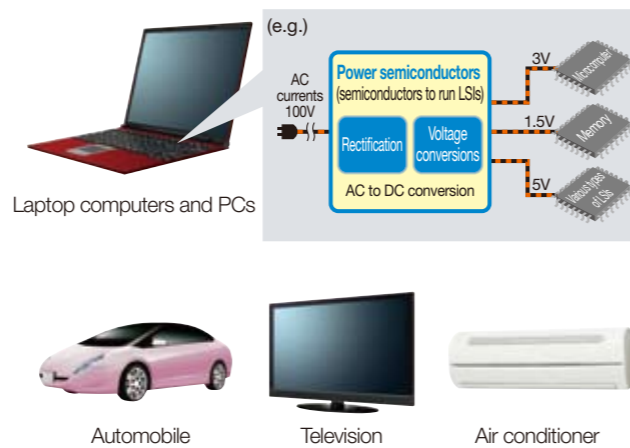 (e.g.)
AC
currents
100V
Power semiconductors
(semiconductors to run LSIs)
Rectification
Voltage
conversions
AC to DC conversion
3V
Microcomputer
1.5V
Memory
5V
Various types
of LSIs
Laptop computers and PCs
Automobile
Television
Air conditioner